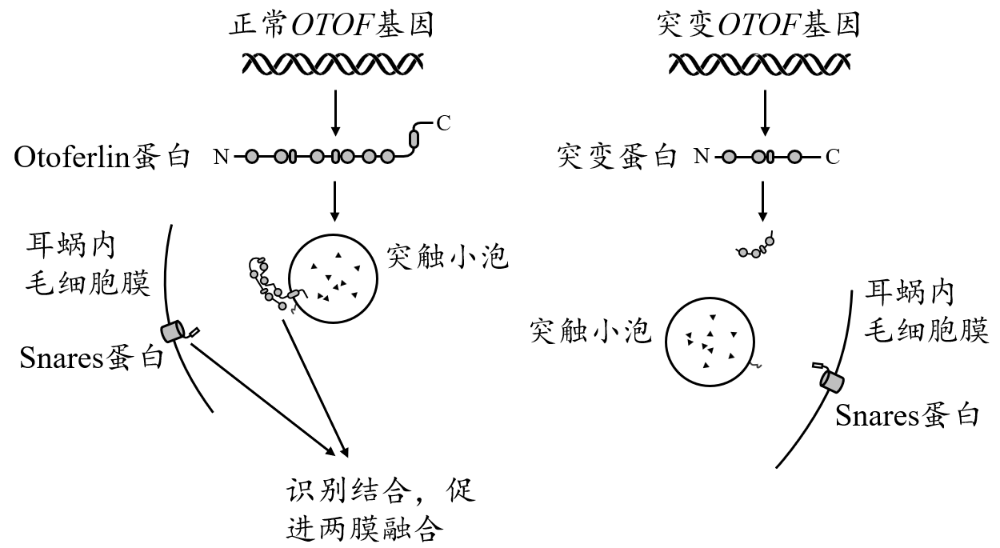 正常OTOF基因
Otoferlin蛋白
N
C
耳蜗内
毛细胞膜
突触小泡
Snares蛋白
识别结合，促
进两膜融合
突变OTOF基因
突变蛋白
N
C
突触小泡
耳蜗内
毛细胞膜
Snares蛋白